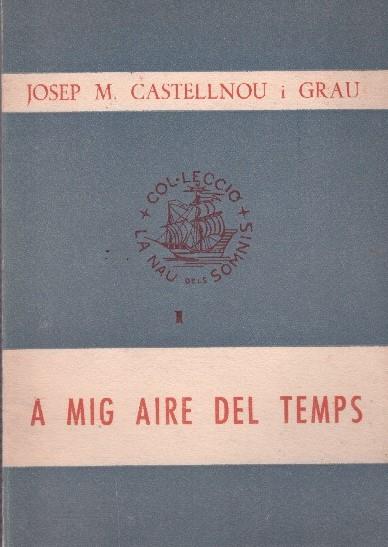 JOSEP M. CASTELLNOU i GRAU
+ COL·LECCIÓ +
LA NAU DELS SOMNIS
I
A MIG AIRE DEL TEMPS